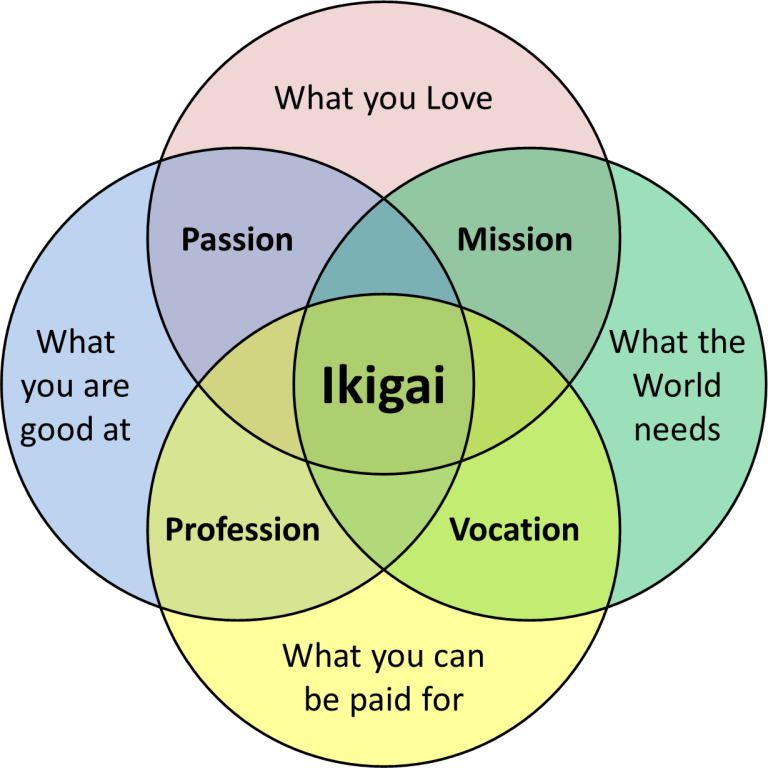 What you Love
Passion
Mission
What
you are
good at
Ikigai
What the
World
needs
Profession
Vocation
What you can
be paid for